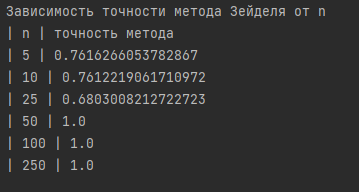 Зависимость точности метода Зейделя от n
| n | точность метода
| 5 | 0.7616266053782867
| 10 | 0.7612219061710972
| 25 | 0.6803008212722723
| 50 | 1.0
| 100 | 1.0
| 250 | 1.0